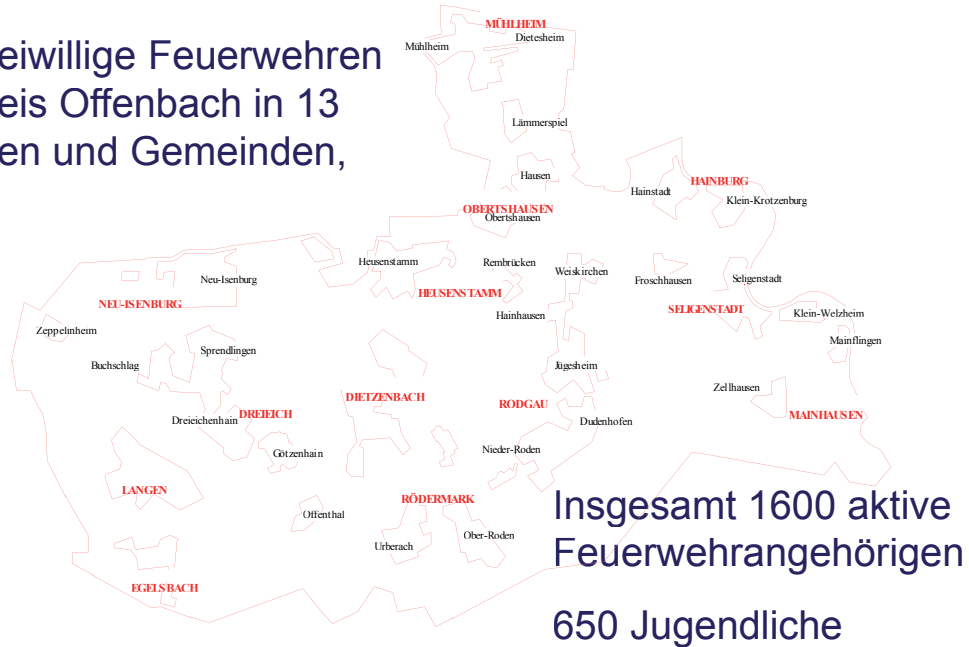 eiwillige Feuerwehren
eis Offenbach in 13
en und Gemeinden,
MÜHLHEIM
Mühlheim
Dietesheim
Lämmerspiel
Hausen
OBERTSHAUSEN
Obertshausen
Hainstadt
HAINBURG
Klein-Krotzenburg
Heusenstamm
Rembrücken
Weiskirchen
Froschhausen
Seligenstadt
Neu-Isenburg
NEU-ISENBURG
HEUSENSTAMM
Hainhausen
SELIGENSTADT
Klein-Welzheim
Zeppelinheim
Mainflingen
Buchschlag
Sprendlingen
Jügesheim
Zellhausen
DIETZENBACH
RODGAU
Dreieichenhain
DREIEICH
Dudenhofen
MAINHAUSEN
Götzenhain
Nieder-Roden
LANGEN
RÖDERMARK
Offenthal
Urberach
Ober-Roden
EGELSBACH
Insgesamt 1600 aktive
Feuerwehrangehörigen
650 Jugendliche